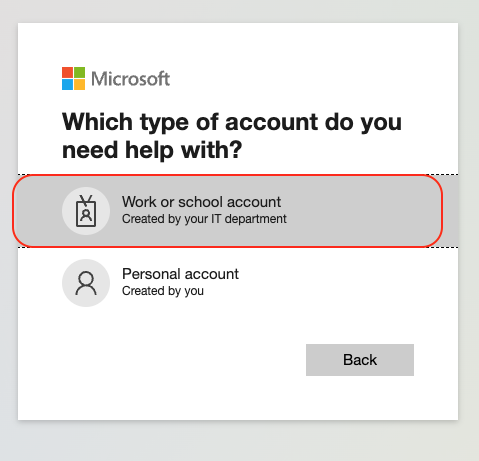 Microsoft
Which type of account do you
need help with?
Work or school account
Created by your IT department
Personal account
Created by you
Back